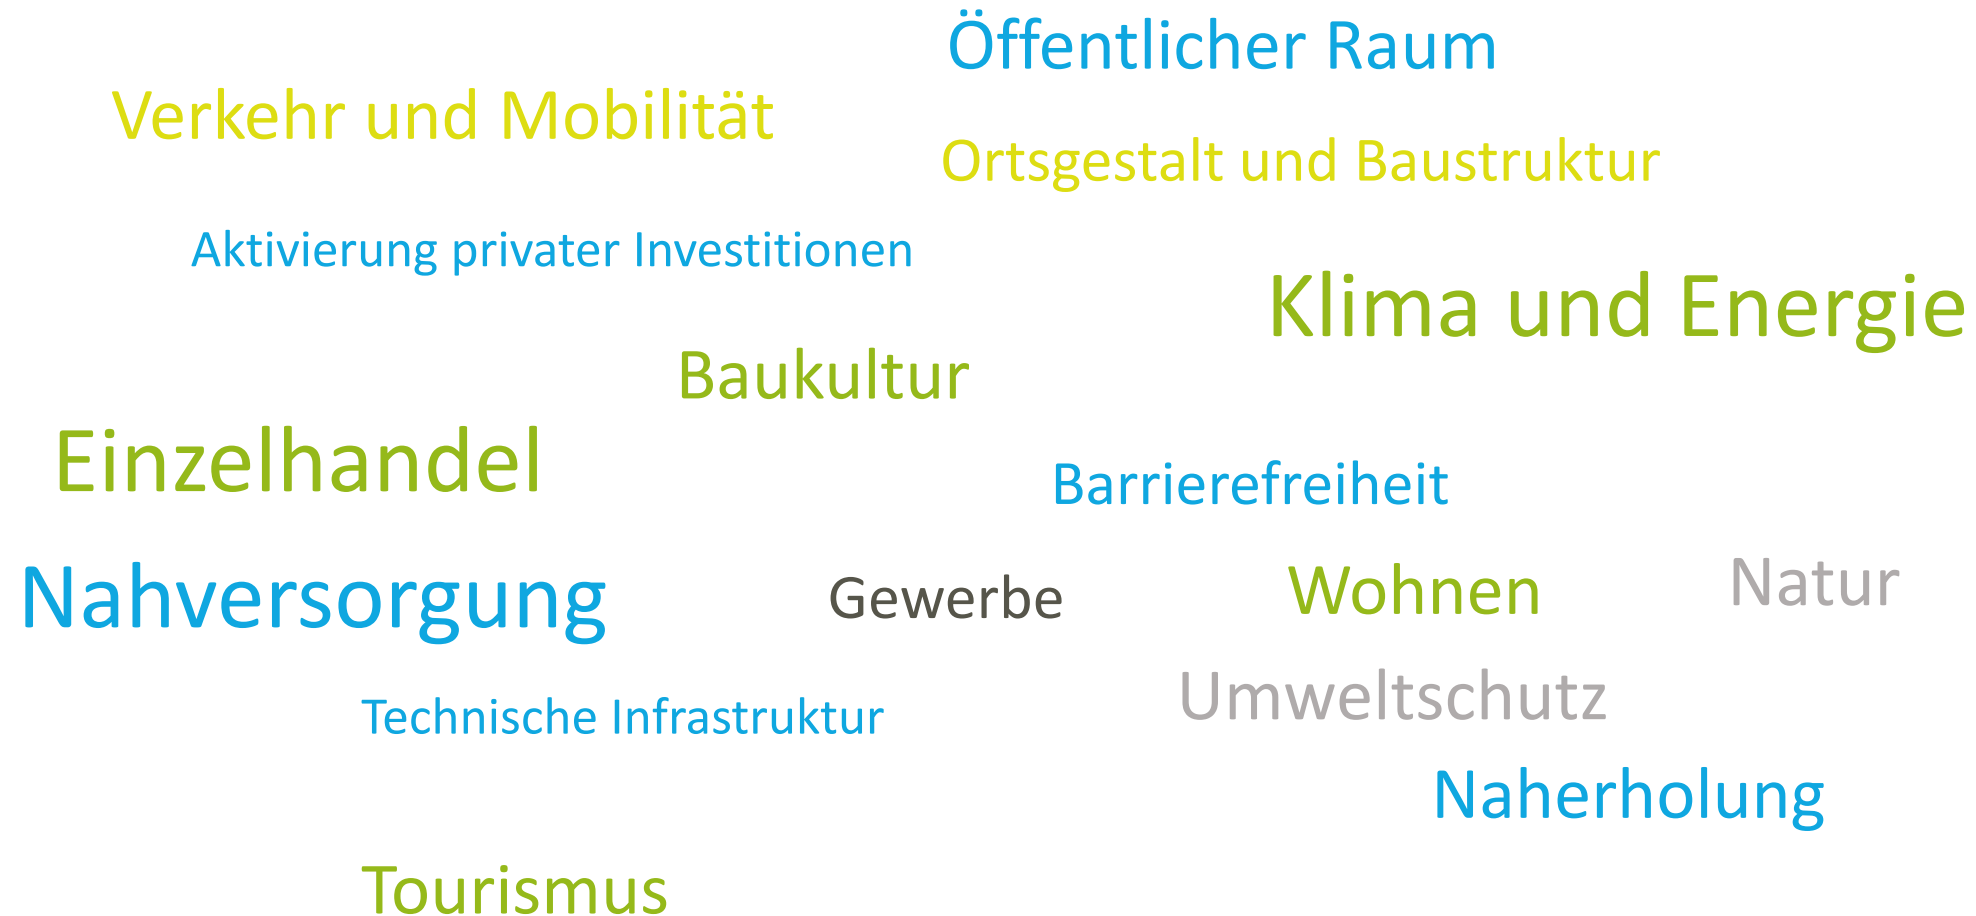 Öffentlicher Raum
Verkehr und Mobilität
Ortsgestalt und Baustruktur
Aktivierung privater Investitionen
Klima und Energie
Baukultur
Einzelhandel
Barrierefreiheit
Nahversorgung
Gewerbe
Wohnen
Natur
Technische Infrastruktur
Umweltschutz
Naherholung
Tourismus